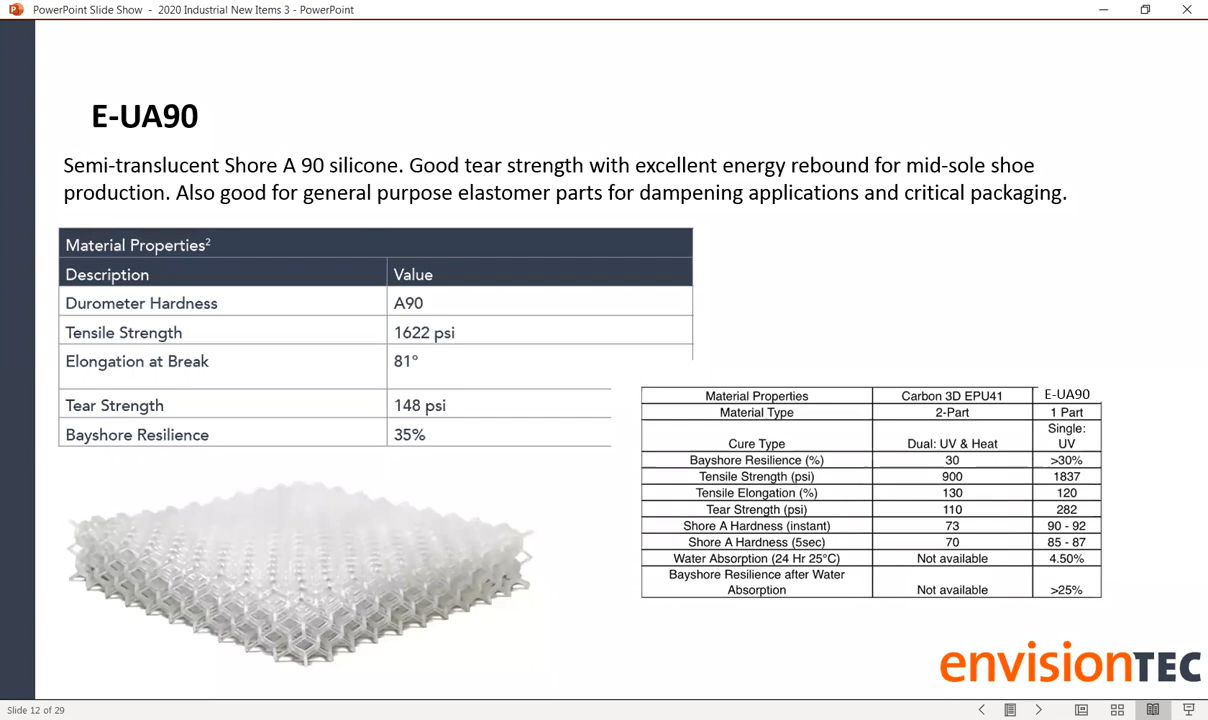 PowerPoint Slide Show - 2020 Industrial New Items 3 - PowerPoint
E-UA90
Semi-translucent Shore A 90 silicone. Good tear strength with excellent energy rebound for mid-sole shoe
production. Also good for general purpose elastomer parts for dampening applications and critical packaging.
Material Properties²
Description Value
Durometer Hardness A90
Tensile Strength 1622 psi
Elongation at Break 81°
Tear Strength 148 psi
Bayshore Resilience 35%
Material Properties Carbon 3D EPU41 E-UA90
Material Type 2-Part 1 Part
Cure Type Dual: UV & Heat Single:
UV
Bayshore Resilience (%) 30 >30%
Tensile Strength (psi) 900 1837
Tensile Elongation (%) 130 120
Tear Strength (psi) 110 282
Shore A Hardness (instant) 73 90 - 92
Shore A Hardness (5sec) 70 85 - 87
Water Absorption (24 Hr 25°C) Not available 4.50%
Bayshore Resilience after Water
Absorption Not available >25%
envisionTEC
Slide 12 of 29